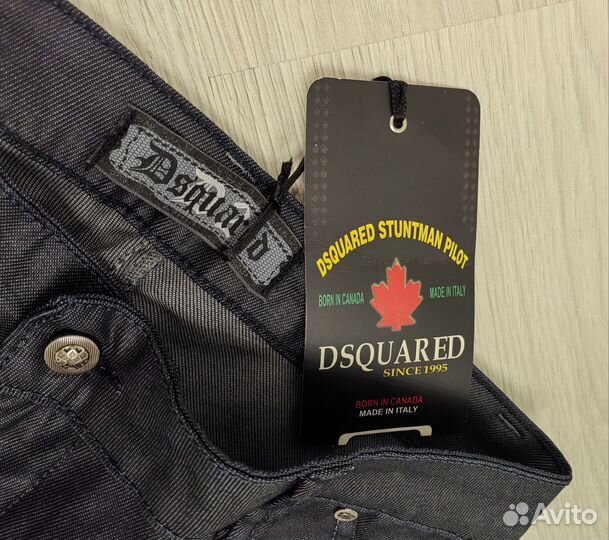 Dsquard
DSQUARED STUNTMAN PILOT
BORN IN CANADA
MADE IN ITALY
DSQUARED
SINCE 1995
BORN IN CANADA
MADE IN ITALY
Avito